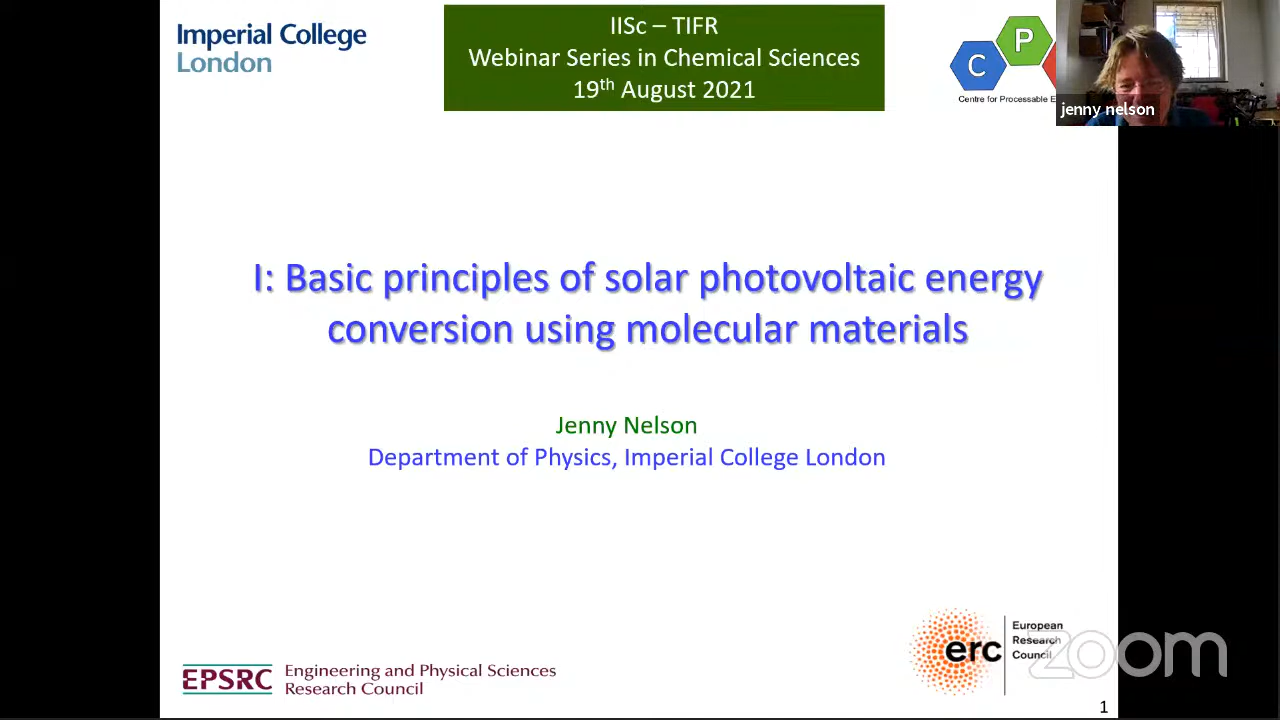 Imperial College
London
IISc – TIFR
Webinar Series in Chemical Sciences
19th August 2021
C P
Centre for Processable E
jenny nelson
I: Basic principles of solar photovoltaic energy
conversion using molecular materials
Jenny Nelson
Department of Physics, Imperial College London
EPSRC
Engineering and Physical Sciences
Research Council
erc
European
Research
Council
zoom
1